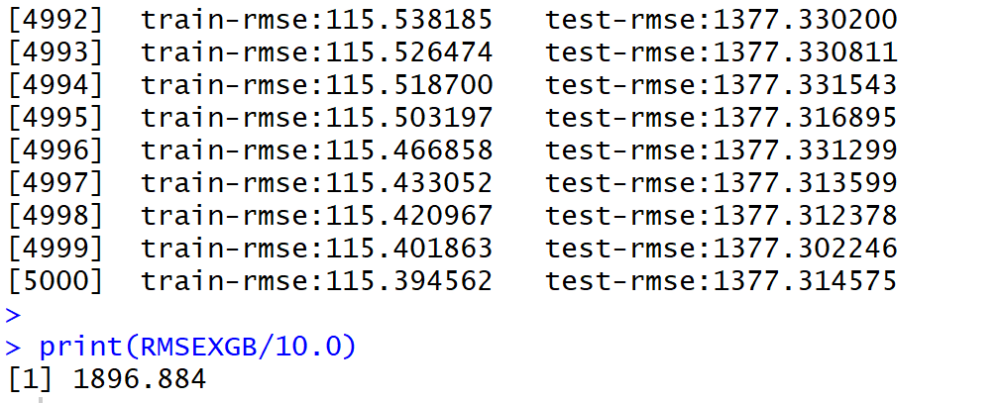 [4992]  train-rmse:115.538185   test-rmse:1377.330200
[4993]  train-rmse:115.526474   test-rmse:1377.330811
[4994]  train-rmse:115.518700   test-rmse:1377.331543
[4995]  train-rmse:115.503197   test-rmse:1377.316895
[4996]  train-rmse:115.466858   test-rmse:1377.331299
[4997]  train-rmse:115.433052   test-rmse:1377.313599
[4998]  train-rmse:115.420967   test-rmse:1377.312378
[4999]  train-rmse:115.401863   test-rmse:1377.302246
[5000]  train-rmse:115.394562   test-rmse:1377.314575
>
> print(RMSEXGB/10.0)
[1] 1896.884